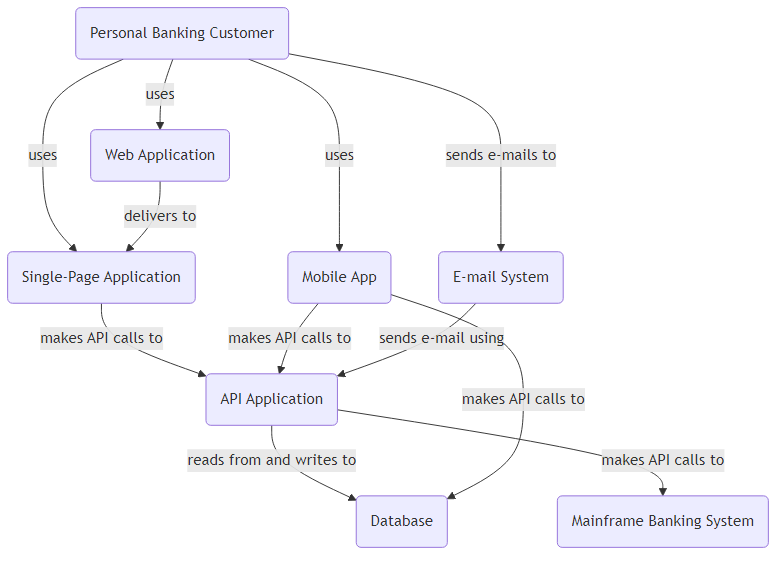 Personal Banking Customer
uses
Web Application
uses
uses
sends e-mails to
delivers to
Single-Page Application
Mobile App
E-mail System
makes API calls to
makes API calls to
sends e-mail using
API Application
makes API calls to
reads from and writes to
makes API calls to
Database
Mainframe Banking System